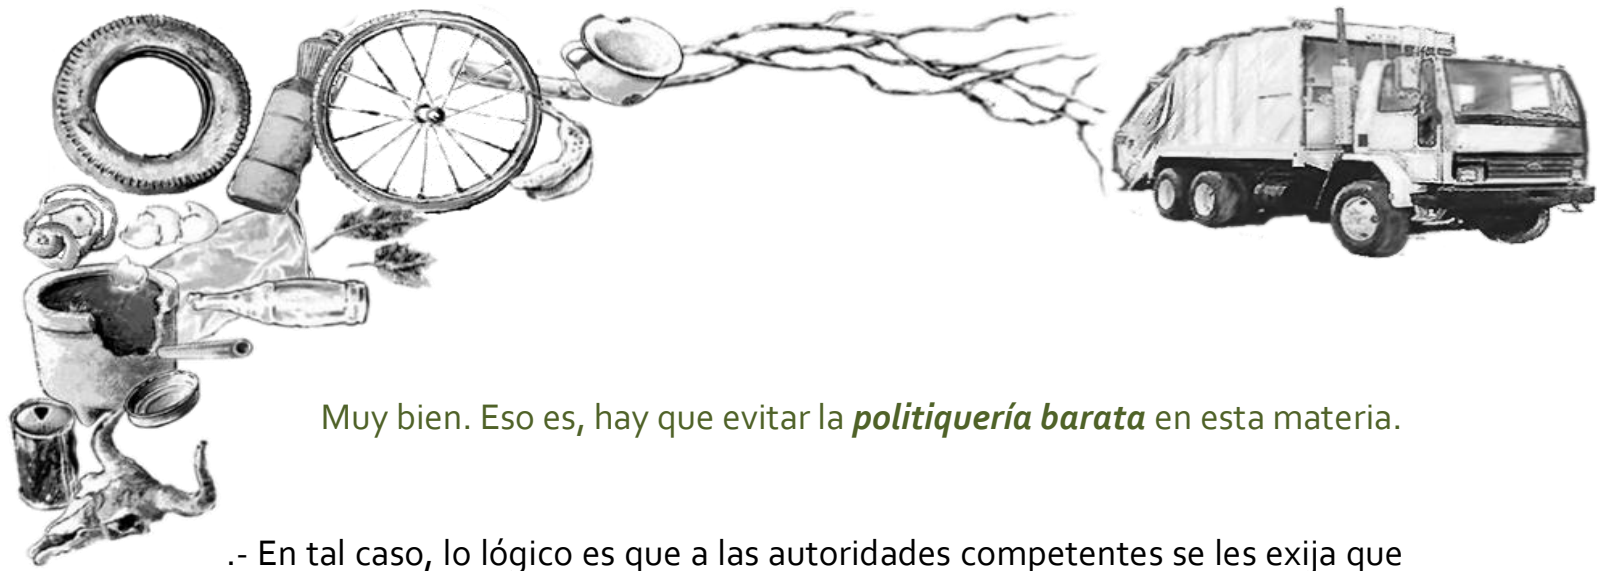 Muy bien. Eso es, hay que evitar la politiquería barata en esta materia.
.- En tal caso, lo lógico es que a las autoridades competentes se les exija que